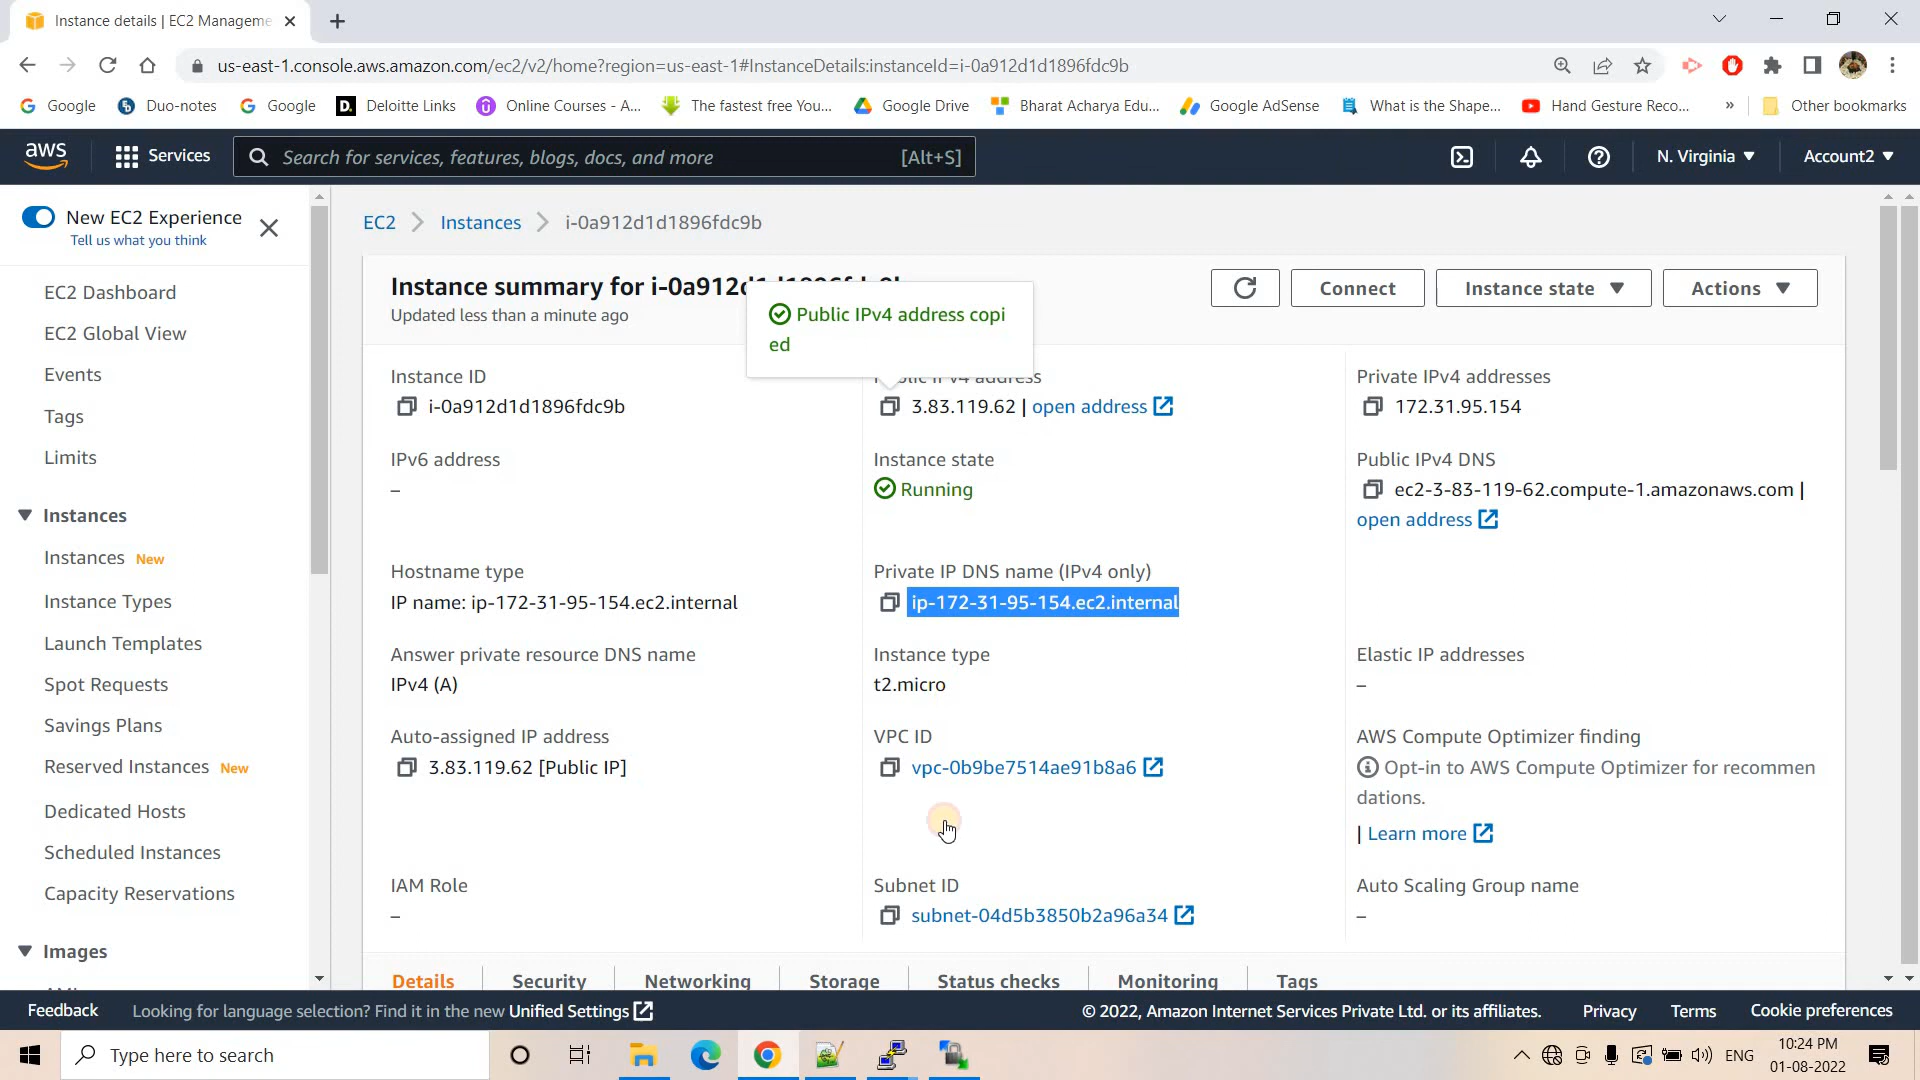 Instance details | EC2 Manageme
us-east-1.console.aws.amazon.com/ec2/v2/home?region=us-east-1#InstanceDetails:instanceId=i-0a912d1d1896fdc9b
Google
Duo-notes
Google
D.
Deloitte Links
Online Courses - A...
The fastest free You...
Google Drive
Bharat Acharya Edu...
Google AdSense
What is the Shape...
Hand Gesture Reco...
»
Other bookmarks
aws
Services
Search for services, features, blogs, docs, and more
[Alt+S]
N. Virginia
Account2
New EC2 Experience
Tell us what you think
EC2 Dashboard
EC2 Global View
Events
Tags
Limits
Instances
Instances New
Instance Types
Launch Templates
Spot Requests
Savings Plans
Reserved Instances New
Dedicated Hosts
Scheduled Instances
Capacity Reservations
Images
EC2
Instances
i-0a912d1d1896fdc9b
Instance summary for
Updated less than a minute ago
Public IPv4 address copi
ed
Connect
Instance state
Actions
Instance ID
i-0a912d1d1896fdc9b
3.83.119.62 | open address
Private IPv4 addresses
172.31.95.154
IPv6 address
–
Instance state
Running
Public IPv4 DNS
ec2-3-83-119-62.compute-1.amazonaws.com |
open address
Hostname type
IP name: ip-172-31-95-154.ec2.internal
Private IP DNS name (IPv4 only)
ip-172-31-95-154.ec2.internal
Answer private resource DNS name
IPv4 (A)
Instance type
t2.micro
Elastic IP addresses
–
Auto-assigned IP address
3.83.119.62 [Public IP]
VPC ID
vpc-0b9be7514ae91b8a6
AWS Compute Optimizer finding
Opt-in to AWS Compute Optimizer for recommen
dations.
| Learn more
IAM Role
–
Subnet ID
subnet-04d5b3850b2a96a34
Auto Scaling Group name
–
Details
Security
Networking
Storage
Status checks
Monitoring
Tags
Feedback
Looking for language selection? Find it in the new Unified Settings
© 2022, Amazon Internet Services Private Ltd. or its affiliates.
Privacy
Terms
Cookie preferences
Type here to search
ENG
10:24 PM
01-08-2022